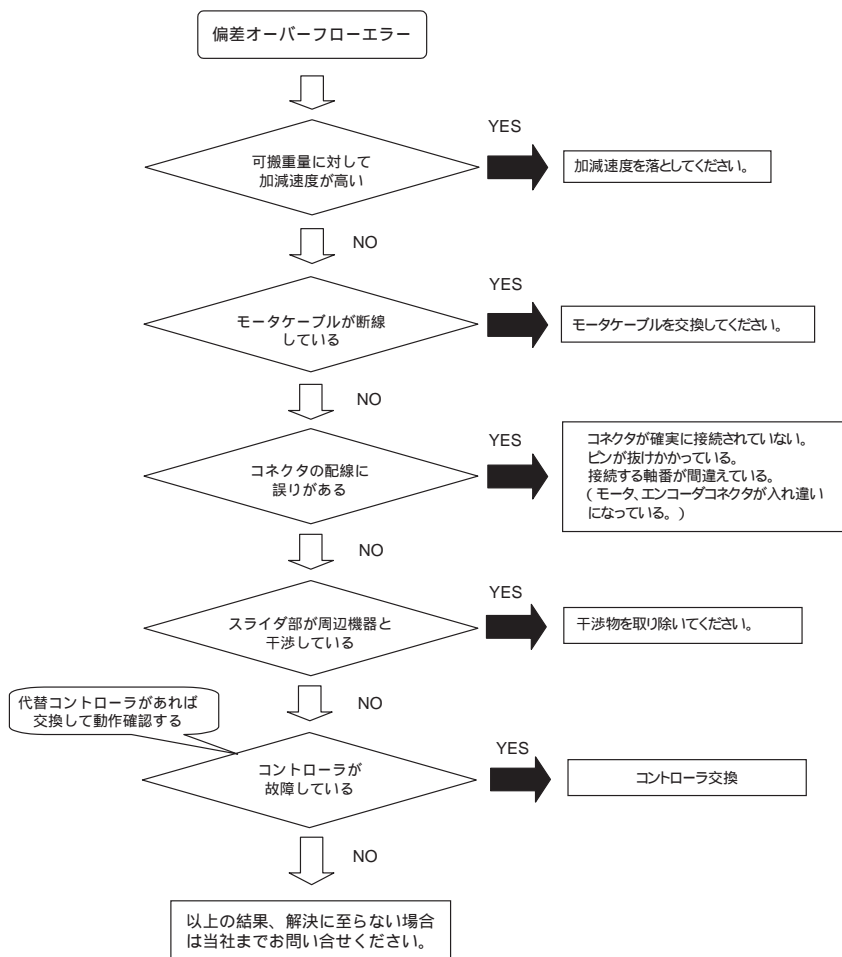 偏差オーバーフローエラー
可搬重量に対して
加減速度が高い
YES
加減速度を落としてください。
NO
モータケーブルが断線
している
YES
モータケーブルを交換してください。
NO
コネクタの配線に
誤りがある
YES
コネクタが確実に接続されていない。
ピンが抜けかかっている。
接続する軸番が間違えている。
(モータ、エンコーダコネクタが入れ違い
になっている。)
NO
スライダ部が周辺機器と
干渉している
YES
干渉物を取り除いてください。
NO
代替コントローラがあれば
交換して動作確認する
コントローラが
故障している
YES
コントローラ交換
NO
以上の結果、解決に至らない場合
は当社までお問い合せください。